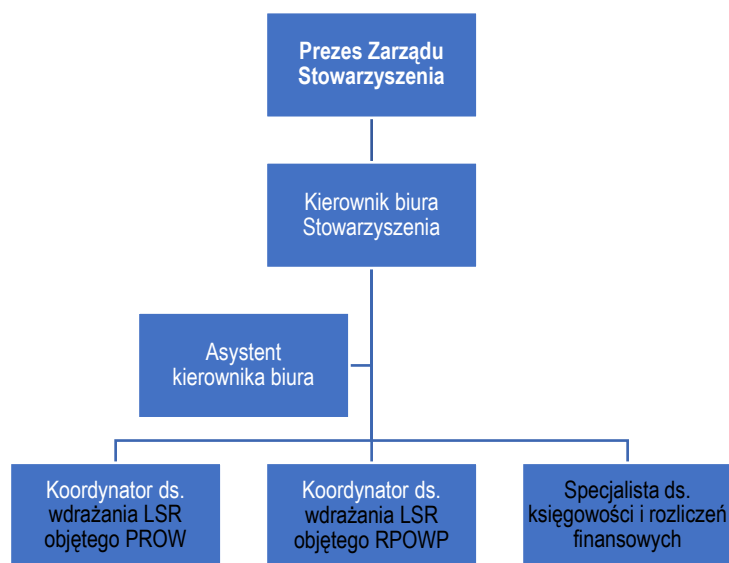 Prezes Zarządu
Stowarzyszenia
Kierownik biura
Stowarzyszenia
Asystent
kierownika biura
Koordynator ds.
wdrażania LSR
objętego PROW
Koordynator ds.
wdrażania LSR
objętego RPOWP
Specjalista ds.
księgowości i rozliczeń
finansowych